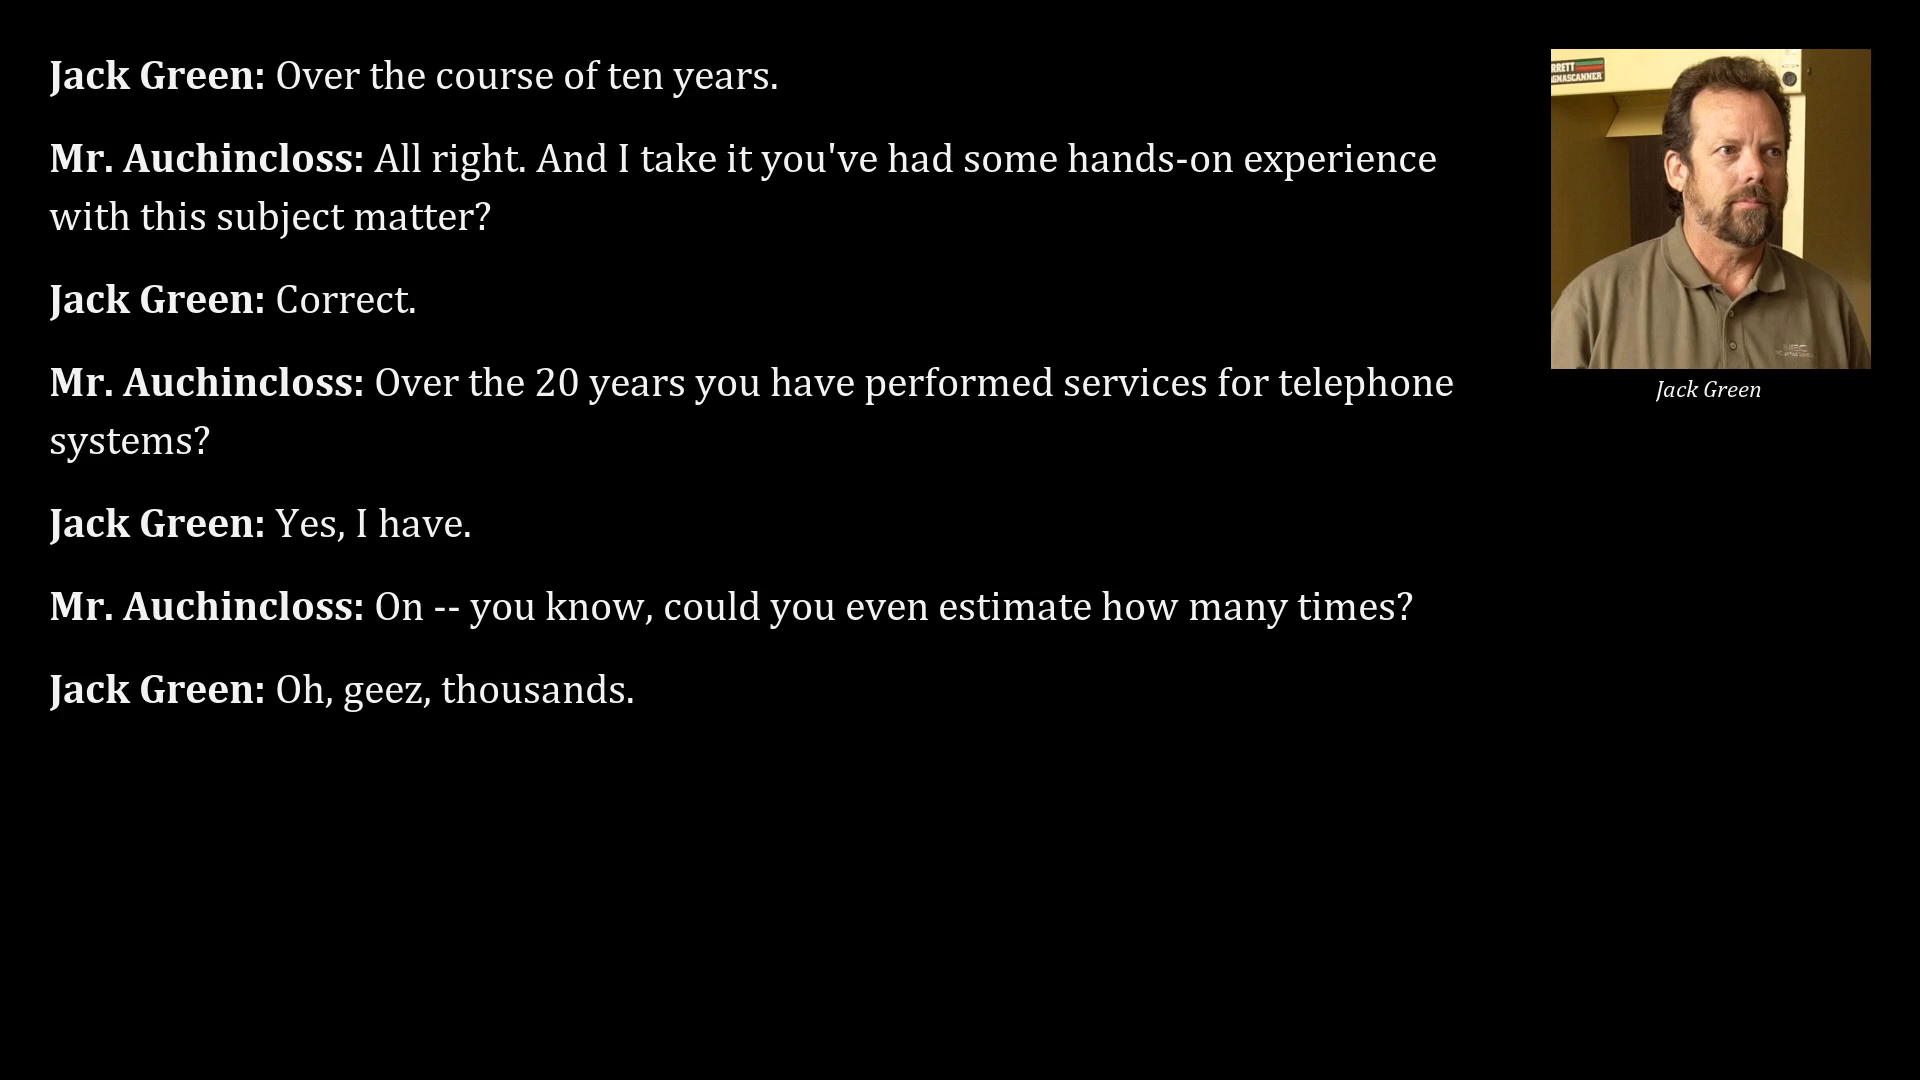 Jack Green: Over the course of ten years.
Mr. Auchincloss: All right. And I take it you've had some hands-on experience
with this subject matter?
Jack Green: Correct.
Mr. Auchincloss: Over the 20 years you have performed services for telephone
systems?
Jack Green: Yes, I have.
Mr. Auchincloss: On -- you know, could you even estimate how many times?
Jack Green: Oh, geez, thousands.
RRETT
GNASCANNER
Jack Green